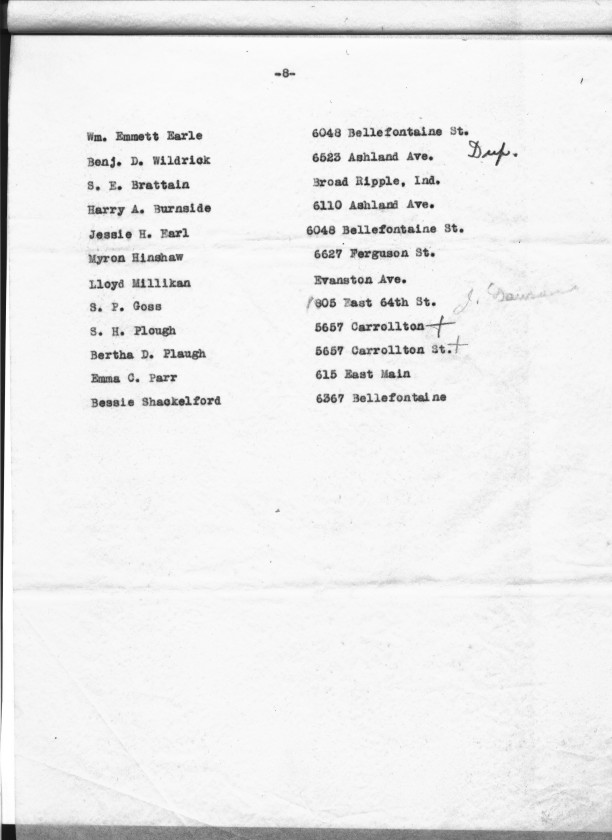 -8-
Wm. Emmett Earle 6048 Bellefontaine St.
Benj. D. Wildrick 6523 Ashland Ave. Dup.
S. E. Brattain Broad Ripple, Ind.
Harry A. Burnside 6110 Ashland Ave.
Jessie H. Earl 6048 Bellefontaine St.
Myron Hinshaw 6627 Ferguson St.
Lloyd Millikan Evanston Ave.
S. P. Goss 805 East 64th St. J.
S. H. Plough 5657 Carrollton +
Bertha D. Plaugh 5657 Carrollton St. +
Emma C. Parr 615 East Main
Bessie Shackelford 6367 Bellefontaine